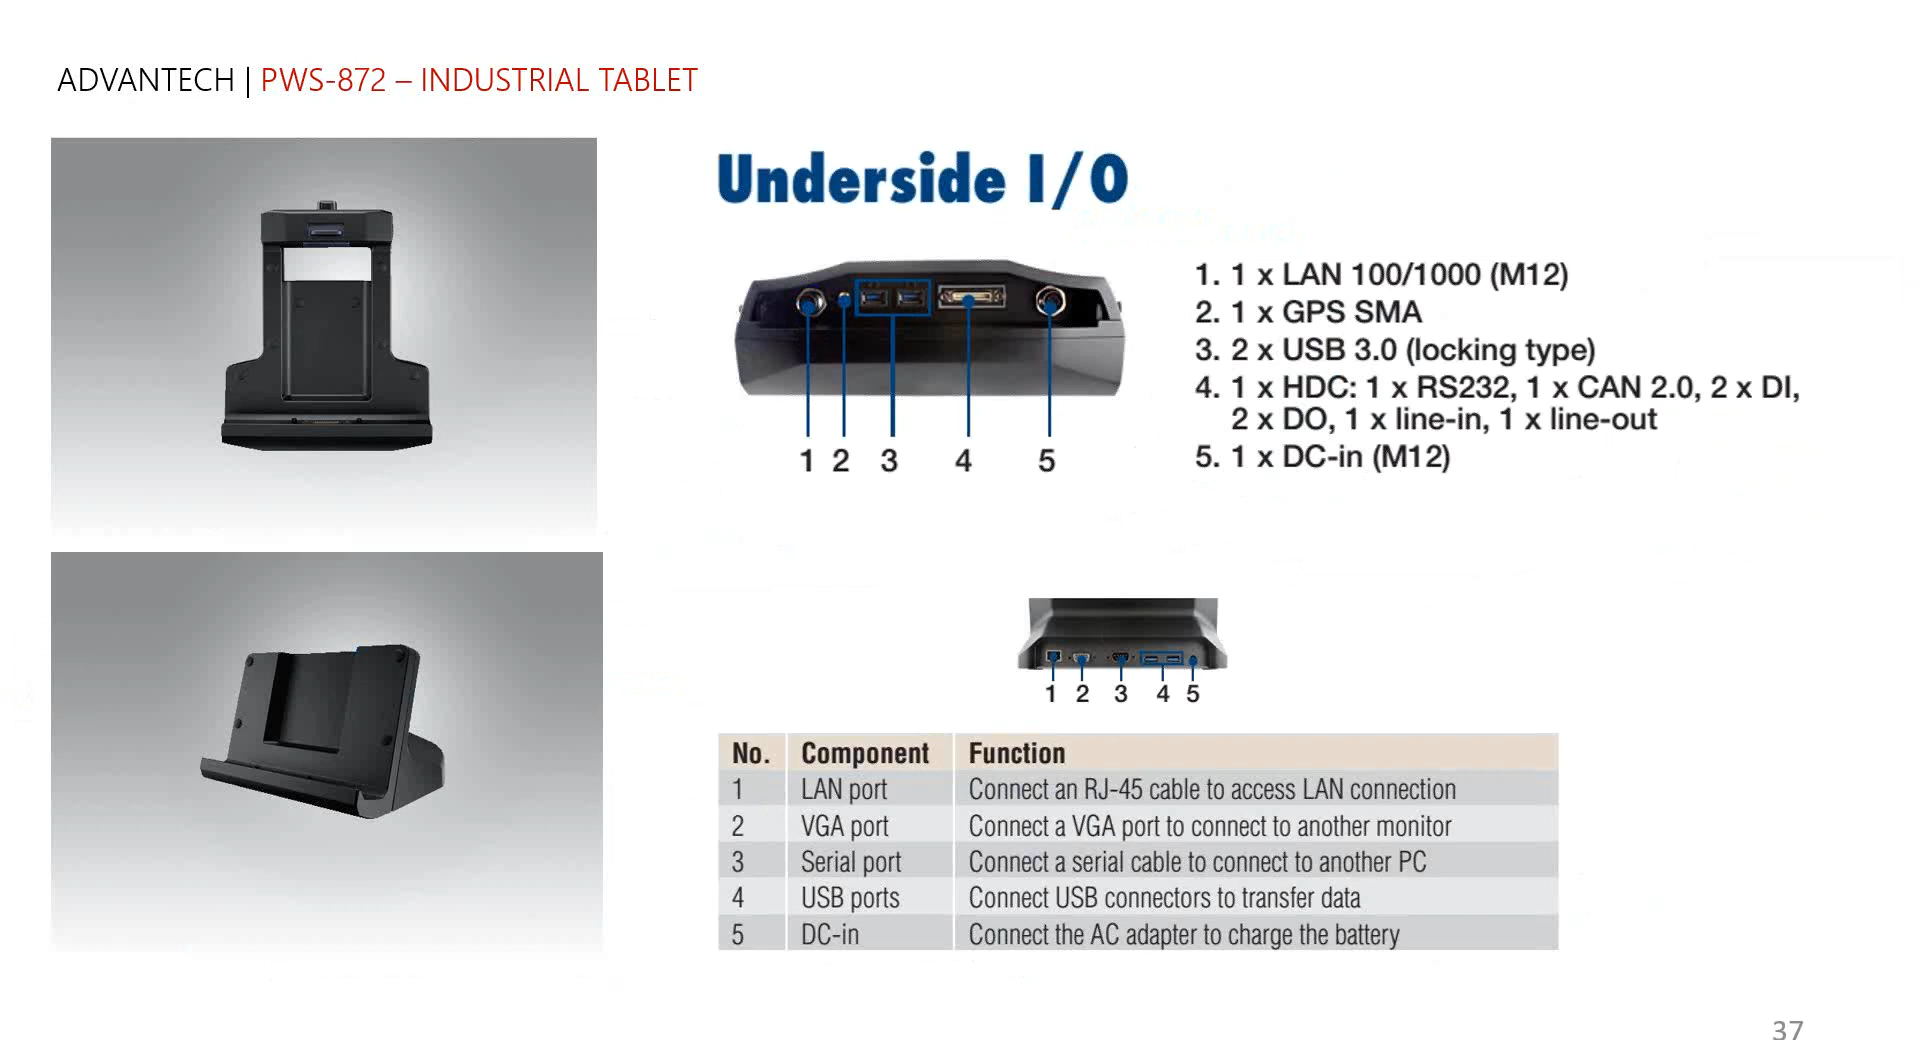 ADVANTECH | PWS-872 – INDUSTRIAL TABLET
Underside I/O
1. 1 x LAN 100/1000 (M12)
2. 1 x GPS SMA
3. 2 x USB 3.0 (locking type)
4. 1 x HDC: 1 x RS232, 1 x CAN 2.0, 2 x DI,
2 x DO, 1 x line-in, 1 x line-out
5. 1 x DC-in (M12)
1 2 3 4 5
1 2 3 4 5
No. Component Function
1 LAN port Connect an RJ-45 cable to access LAN connection
2 VGA port Connect a VGA port to connect to another monitor
3 Serial port Connect a serial cable to connect to another PC
4 USB ports Connect USB connectors to transfer data
5 DC-in Connect the AC adapter to charge the battery
37